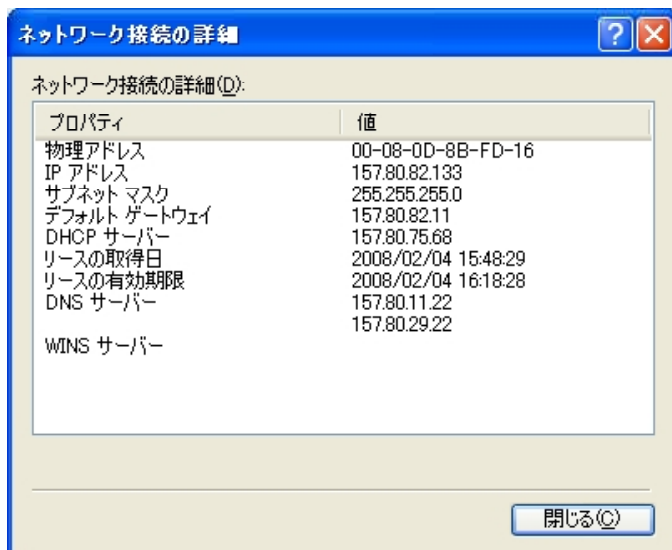 ネットワーク接続の詳細
ネットワーク接続の詳細(D):
プロパティ 値
物理アドレス 00-08-0D-8B-FD-16
IP アドレス 157.80.82.133
サブネット マスク 255.255.255.0
デフォルト ゲートウェイ 157.80.82.11
DHCP サーバー 157.80.75.68
リースの取得日 2008/02/04 15:48:29
リースの有効期限 2008/02/04 16:18:28
DNS サーバー 157.80.11.22
157.80.29.22
WINS サーバー
閉じる(C)